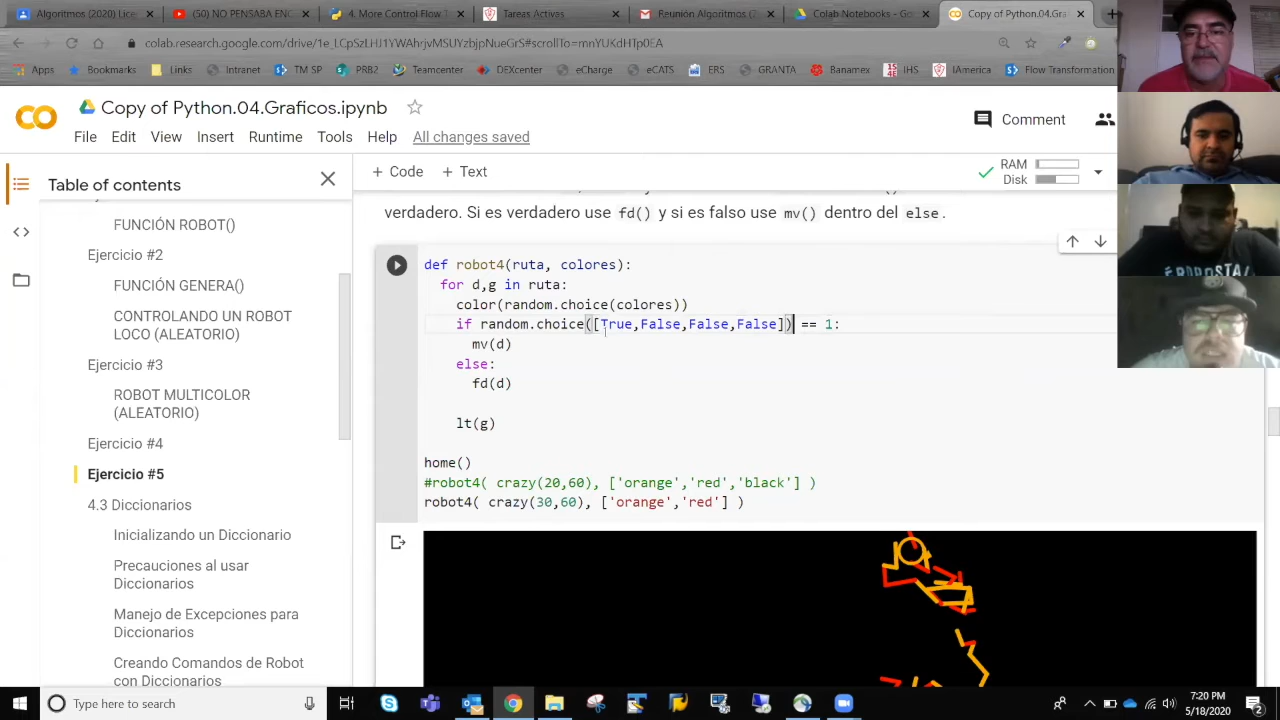 Academia 2020) | Licen
(50) NO PENSABA EN
4. More Control Flow T
Tareas Activas
Reunión Algoritmos (2
Colab Notebooks - Goo
Copy of Python.04.Gra
colab.research.google.com/drive/1e_LCpSzLHJ1YWAhrjvMSUYzbjpNueGrS#scrollTo=mnYUKdHtp0EA
Apps
Bookmarks
Links
Intranet
TM SP
PRB2
Teamcenter
DEXcenter
eCharge
eCATS
ERS
GRANTA
Banamex
IHS
IAmerica
Flow Transformation
Copy of Python.04.Graficos.ipynb
File Edit View Insert Runtime Tools Help All changes saved
Comment
Table of contents
+ Code + Text
RAM
Disk
FUNCIÓN ROBOT()
Ejercicio #2
FUNCIÓN GENERA()
CONTROLANDO UN ROBOT
LOCO (ALEATORIO)
Ejercicio #3
ROBOT MULTICOLOR
(ALEATORIO)
Ejercicio #4
Ejercicio #5
4.3 Diccionarios
Inicializando un Diccionario
Precauciones al usar
Diccionarios
Manejo de Excepciones para
Diccionarios
Creando Comandos de Robot
con Diccionarios
verdadero. Si es verdadero use fd() y si es falso use mv() dentro del else.
def robot4(ruta, colores):
for d,g in ruta:
color(random.choice(colores))
if random.choice([True,False,False,False]) == 1:
mv(d)
else:
fd(d)
lt(g)
home()
#robot4( crazy(20,60), ['orange','red','black'] )
robot4( crazy(30,60), ['orange','red'] )
Type here to search
7:20 PM
5/18/2020